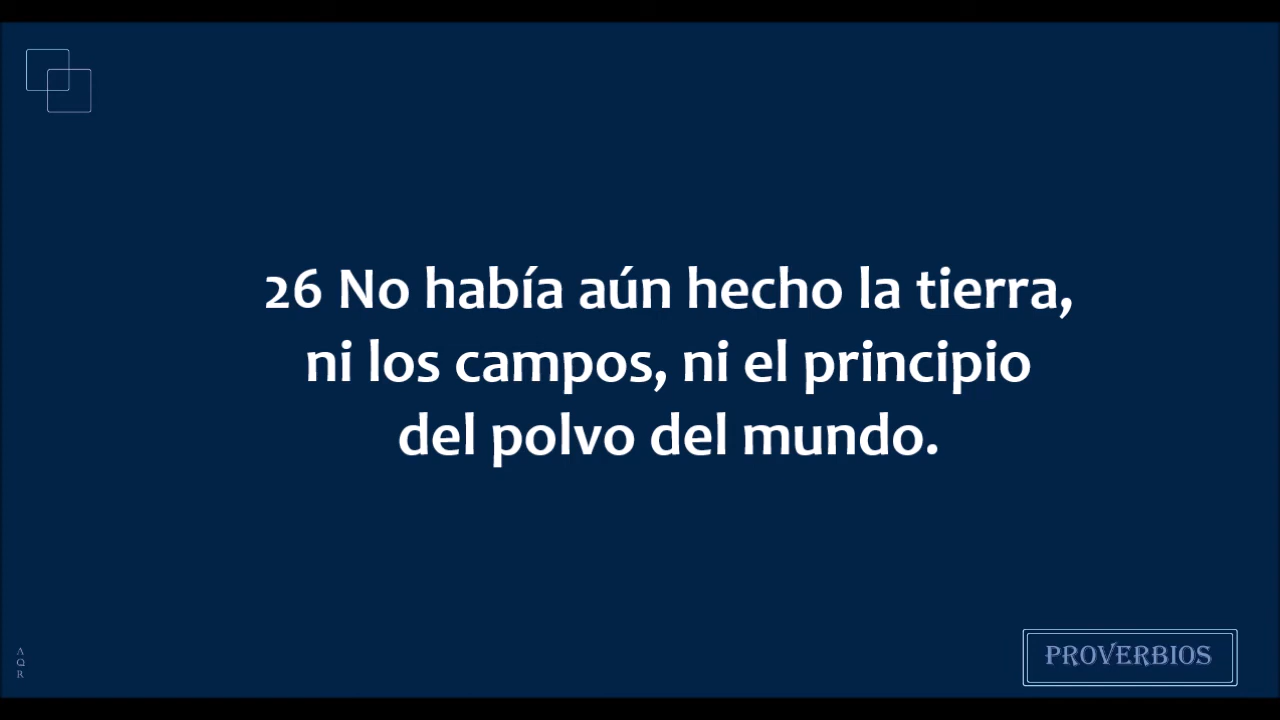 26 No había aún hecho la tierra,
ni los campos, ni el principio
del polvo del mundo.
PROVERBIOS
A
Q
R